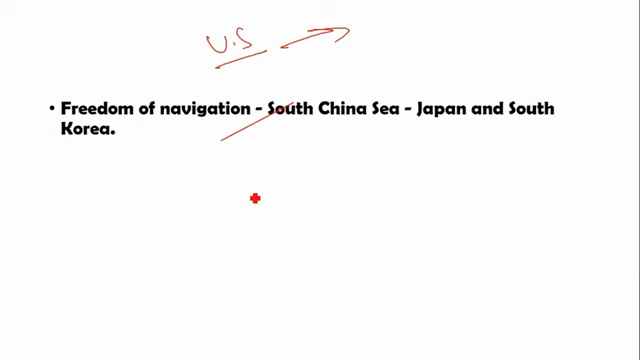 U.S
• Freedom of navigation - South China Sea - Japan and South
Korea.